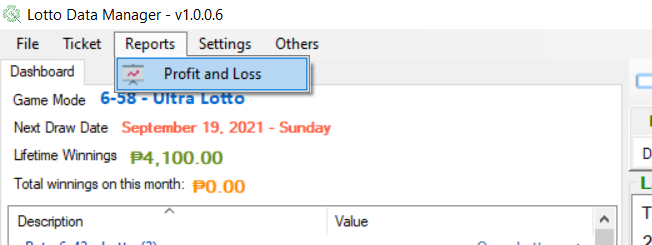 Lotto Data Manager - v1.0.0.6
File Ticket Reports Settings Others
Dashboard
Profit and Loss
Game Mode 6-58 - Ultra Lotto
Next Draw Date September 19, 2021 - Sunday
Lifetime Winnings ₱4,100.00
Total winnings on this month: ₱0.00
Description Value